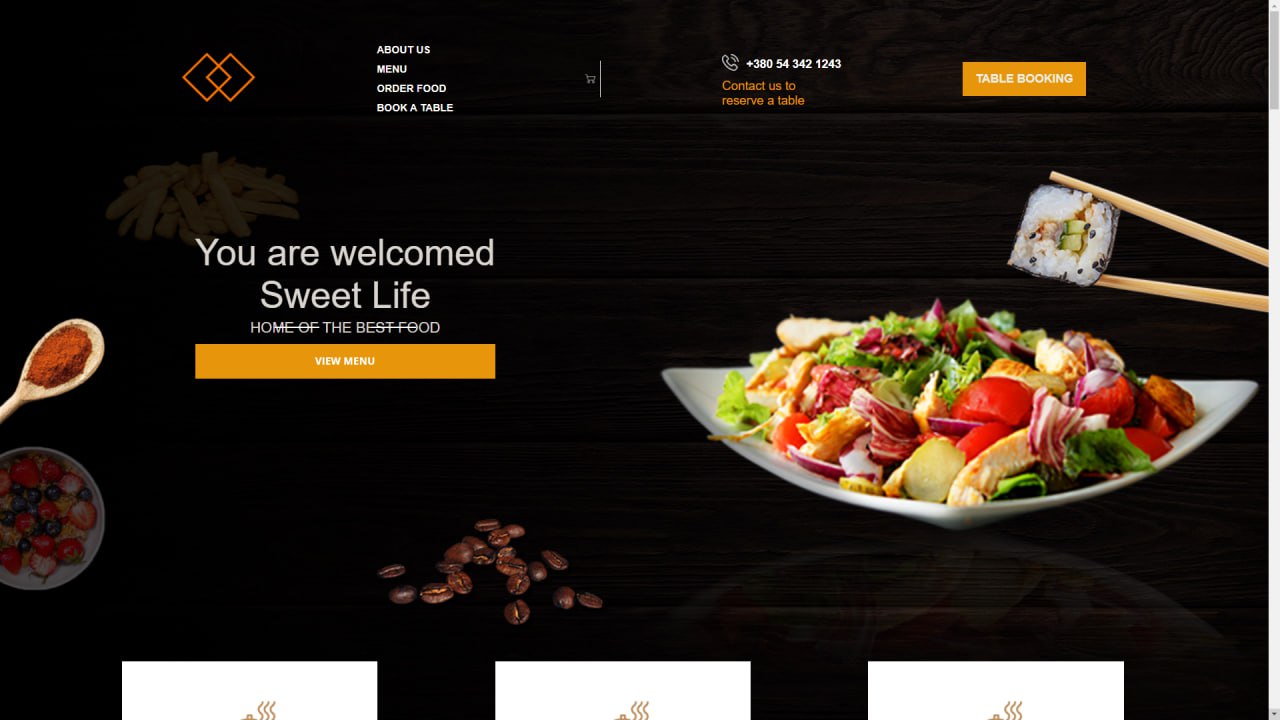 ABOUT US
MENU
ORDER FOOD
BOOK A TABLE
+380 54 342 1243
Contact us to
reserve a table
TABLE BOOKING
You are welcomed
Sweet Life
HOME OF THE BEST FOOD
VIEW MENU